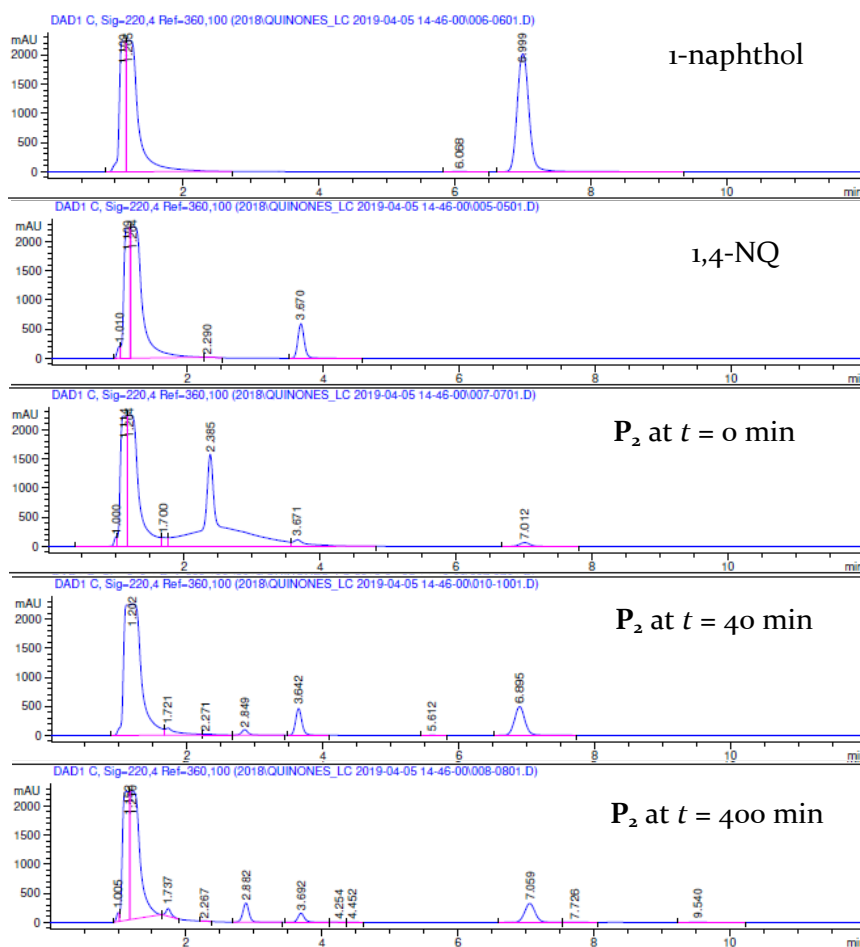 DAD1 C, Sig=220,4 Ref=360,100 (2018\QUINONES_LC 2019-04-05 14-46-00\006-0601.D)
mAU
2000
1500
1000
500
0
6.068
6.999
1-naphthol
2 4 6 8 10 min
DAD1 C, Sig=220,4 Ref=360,100 (2018\QUINONES_LC 2019-04-05 14-46-00\005-0501.D)
mAU
2000
1500
1000
500
0
1.010
2.290
3.670
1,4-NQ
2 4 6 8 10 min
DAD1 C, Sig=220,4 Ref=360,100 (2018\QUINONES_LC 2019-04-05 14-46-00\007-0701.D)
mAU
2000
1500
1000
500
0
1.000
1.700
2.385
3.671
7.012
P₂ at t = 0 min
2 4 6 8 10 min
DAD1 C, Sig=220,4 Ref=360,100 (2018\QUINONES_LC 2019-04-05 14-46-00\010-1001.D)
mAU
2000
1500
1000
500
0
1.202
1.721
2.271
2.849
3.642
5.612
6.895
P₂ at t = 40 min
2 4 6 8 10 min
DAD1 C, Sig=220,4 Ref=360,100 (2018\QUINONES_LC 2019-04-05 14-46-00\008-0801.D)
mAU
2000
1500
1000
500
0
1.005
1.737
2.267
2.882
3.692
4.254
4.452
7.059
7.726
9.540
P₂ at t = 400 min
2 4 6 8 10 min